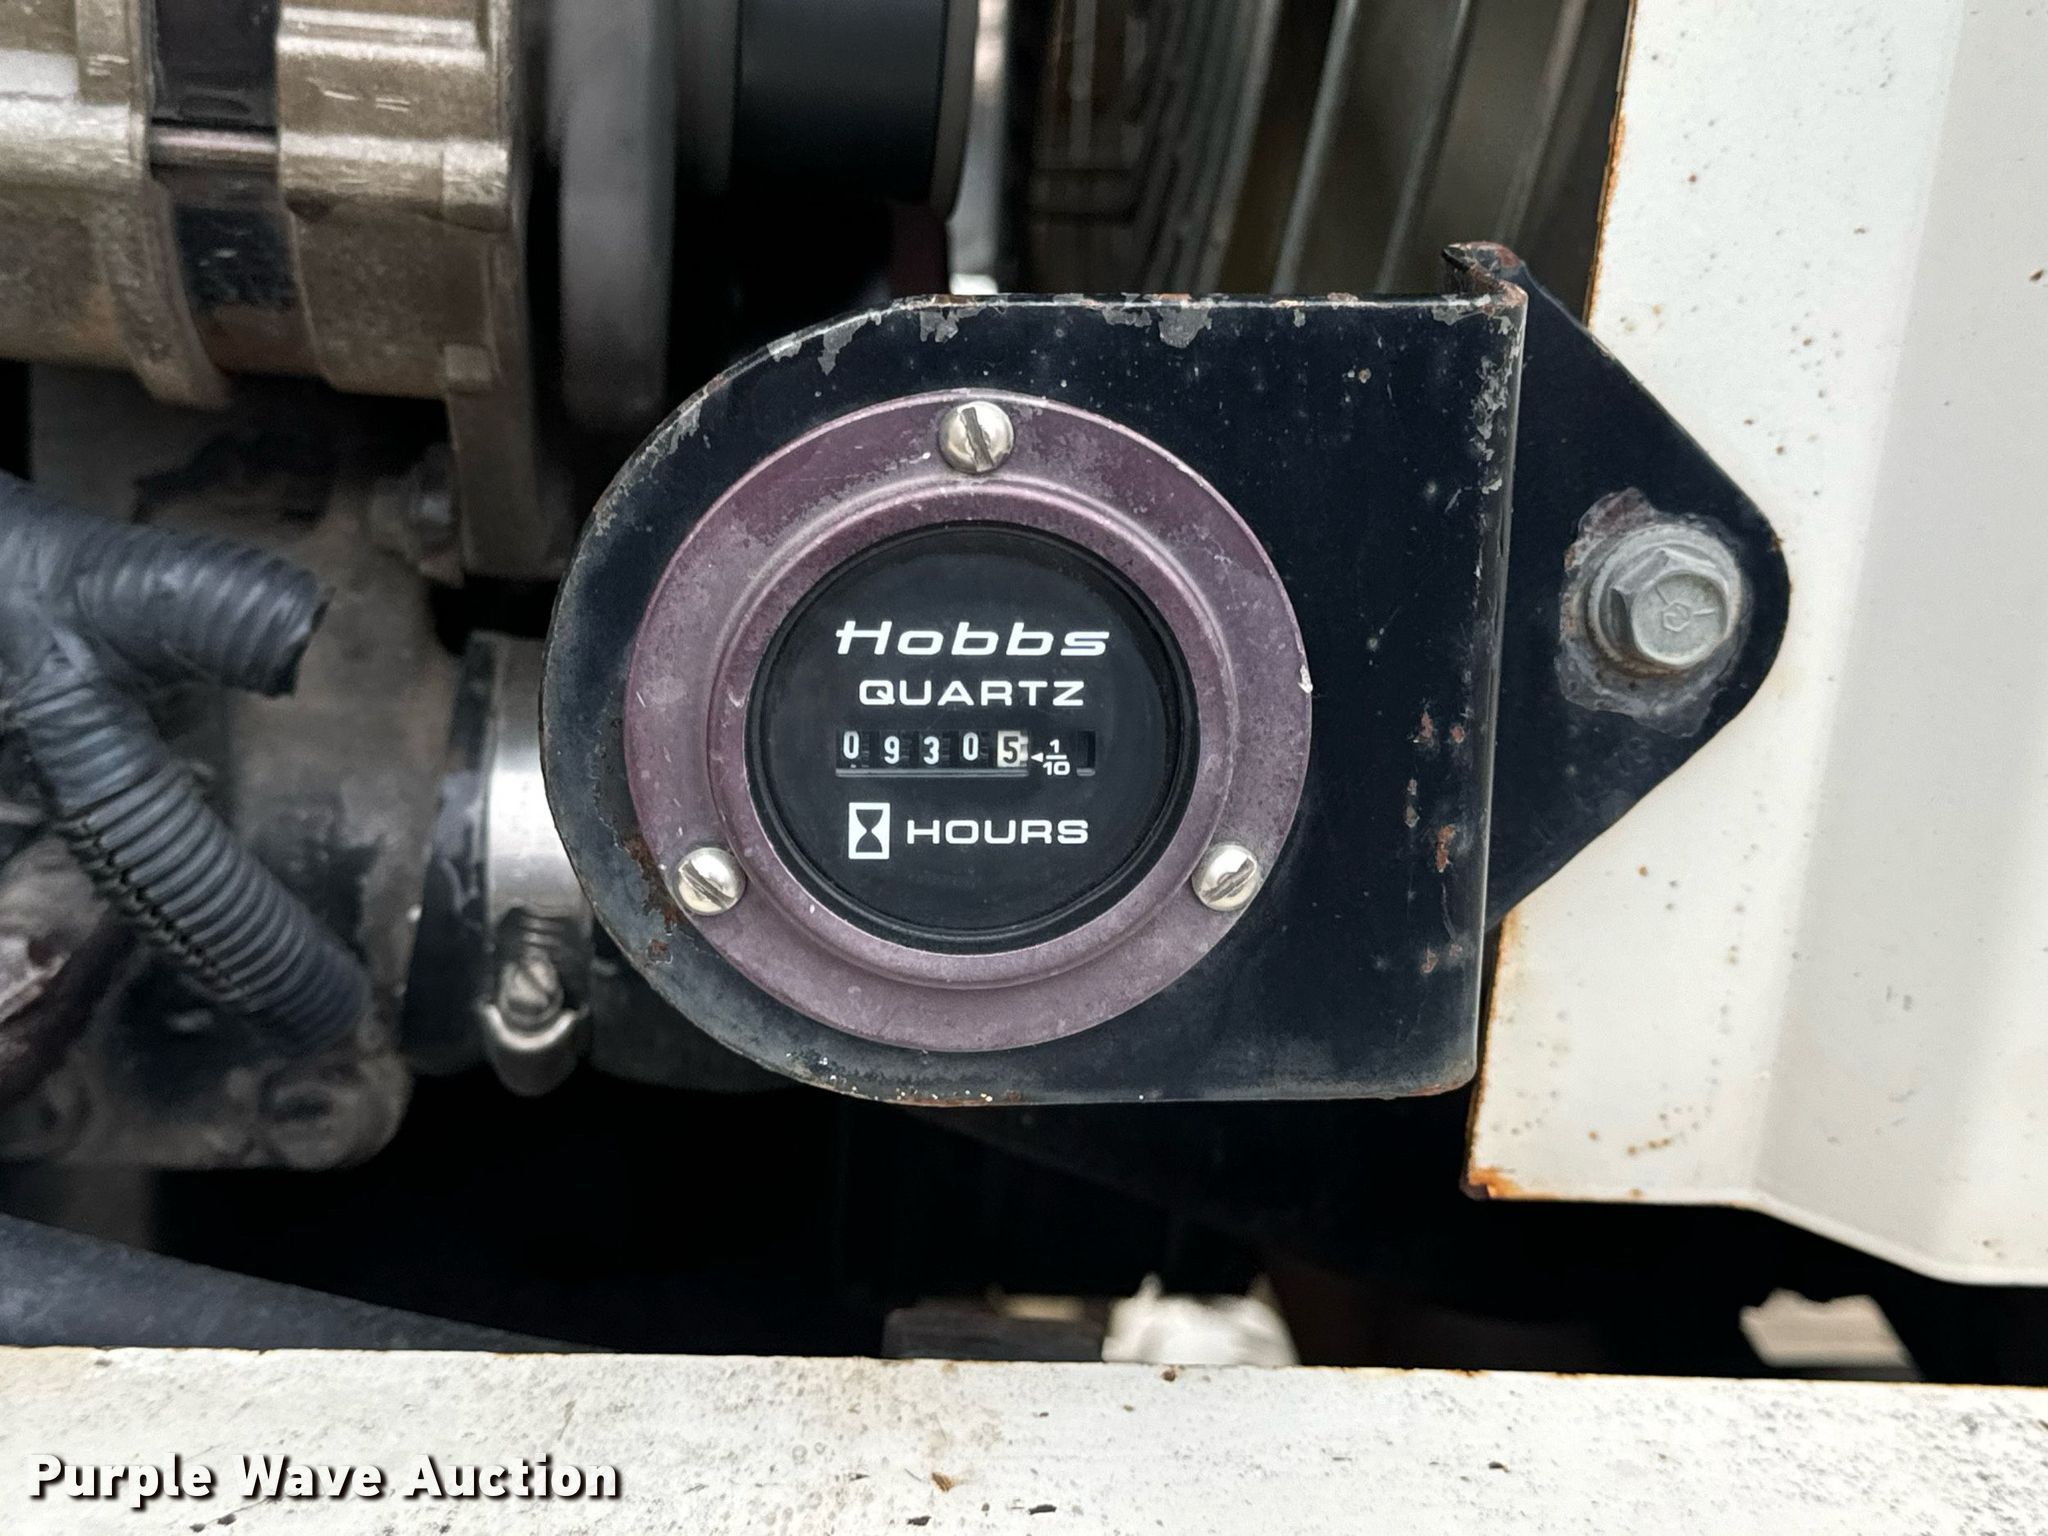 Hobbs
QUARTZ
09305 1/10
HOURS
Purple Wave Auction